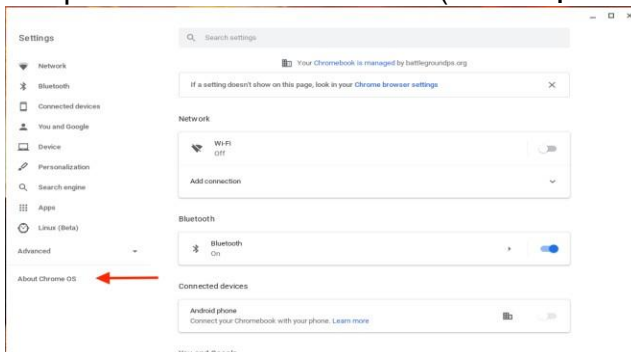 Settings
Search settings
Your Chromebook is managed by battlegroundps.org
If a setting doesn't show on this page, look in your Chrome browser settings
Network
Bluetooth
Connected devices
You and Google
Device
Personalization
Search engine
Apps
Linux (Beta)
Advanced
About Chrome OS
Network
Wi-Fi
Off
Add connection
Bluetooth
Bluetooth
On
Connected devices
Android phone
Connect your Chromebook with your phone. Learn more